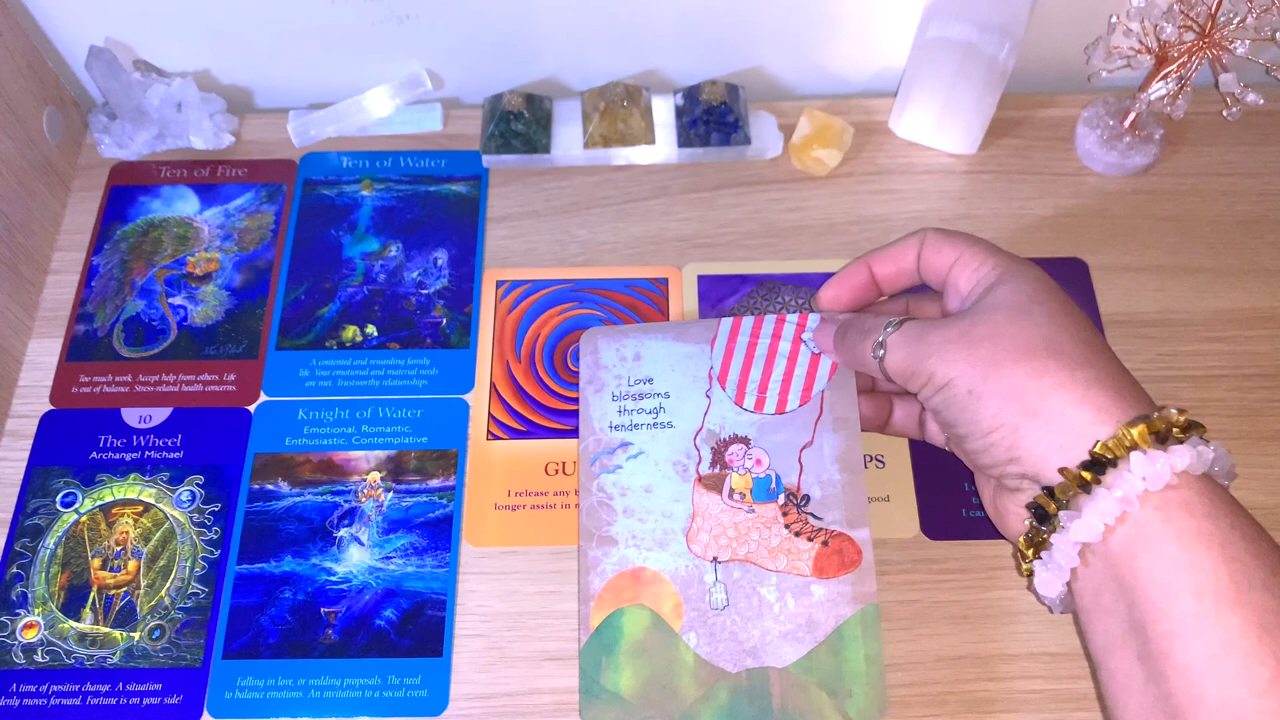 Ten of Fire
Too much work. Accept help from others. Life
is out of balance. Stress-related health concerns.
Ten of Water
A contented and rewarding family
life. Your emotional and material needs
are met. Trustworthy relationships.
10
The Wheel
Archangel Michael
A time of positive change. A situation
denly moves forward. Fortune is on your side!
Knight of Water
Emotional, Romantic,
Enthusiastic, Contemplative
Falling in love, or wedding proposals. The need
to balance emotions. An invitation to a social event.
GU
I release any b
longer assist in
Love
blossoms
through
tenderness.
PS
good
I
I ca